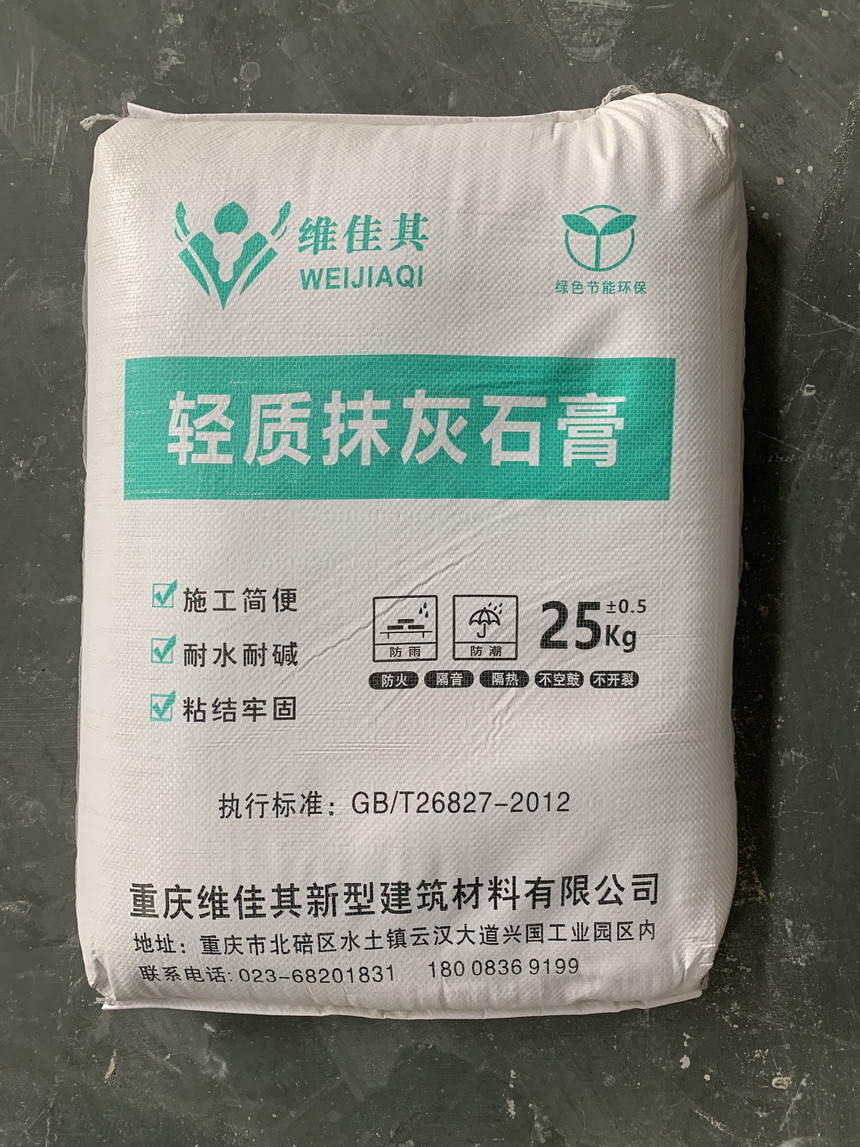 维佳其
WEIJIAQI
绿色节能环保
轻质抹灰石膏
施工简便
耐水耐碱
粘结牢固
防雨
防潮
25±0.5Kg
防火 隔音 隔热 不空鼓 不开裂
执行标准：GB/T26827-2012
重庆维佳其新型建筑材料有限公司
地址：重庆市北碚区水土镇云汉大道兴国工业园区内
联系电话：023-68201831 180 0836 9199